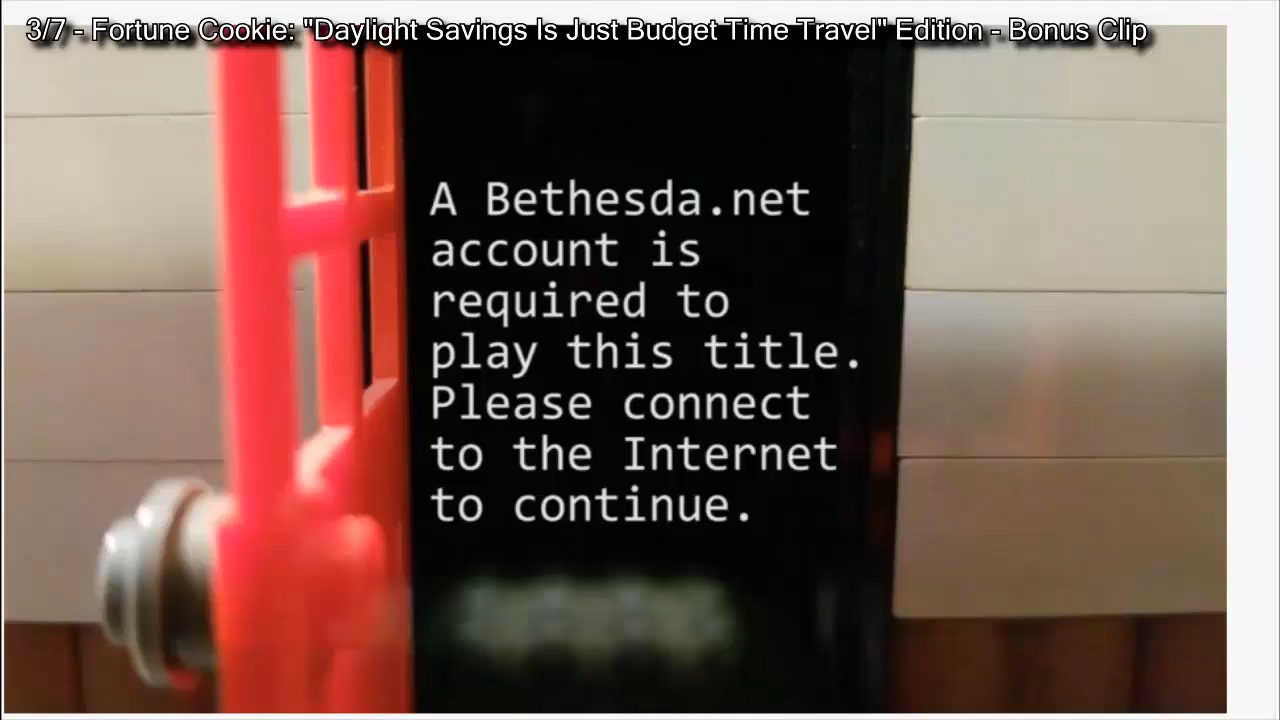 3/7 - Fortune Cookie: "Daylight Savings Is Just Budget Time Travel" Edition - Bonus Clip
A Bethesda.net
account is
required to
play this title.
Please connect
to the Internet
to continue.